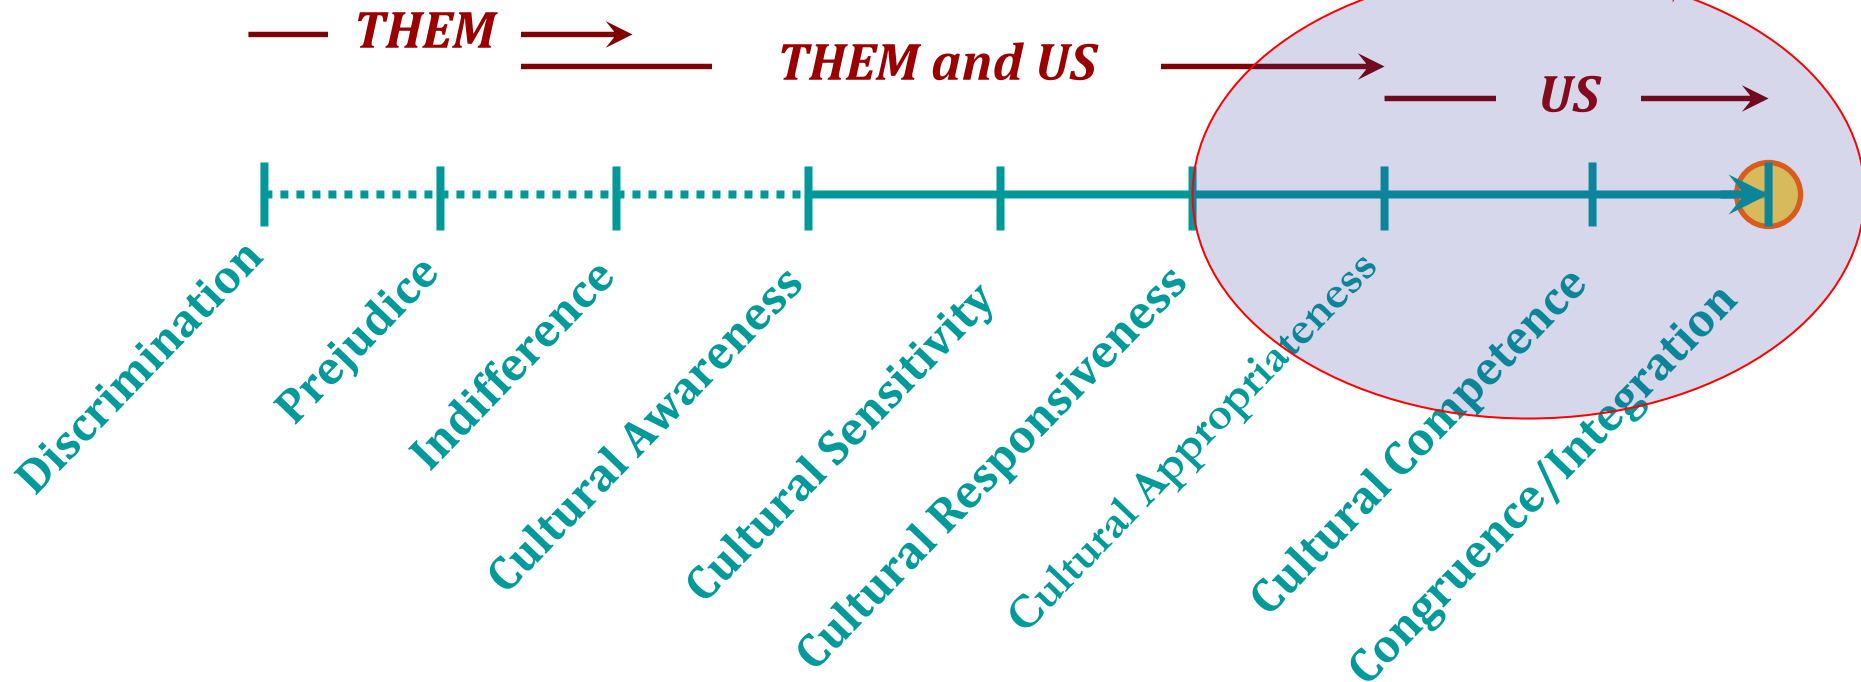 THEM
THEM and US
US
Discrimination
Prejudice
Indifference
Cultural Awareness
Cultural Sensitivity
Cultural Responsiveness
Cultural Appropriateness
Cultural Competence
Congruence/Integration